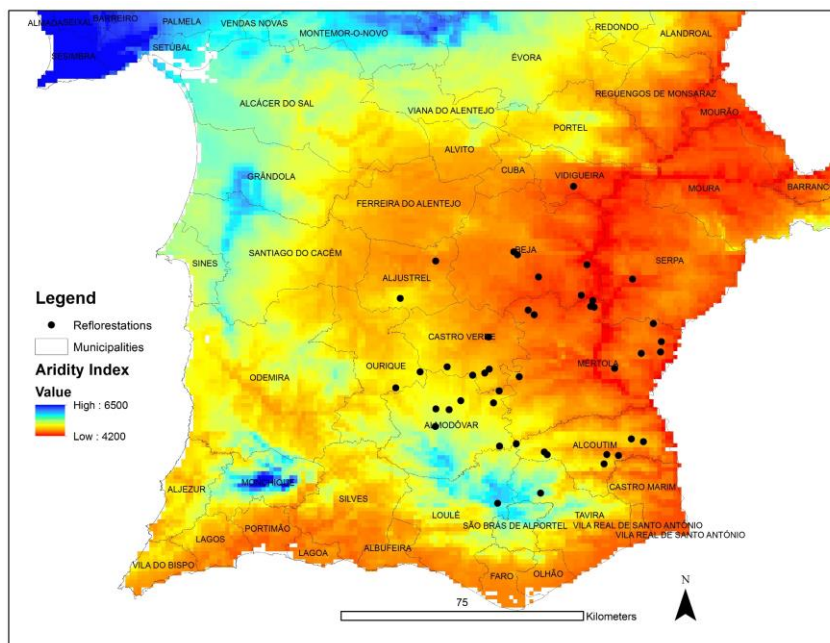 ALMADA SEIXAL BARREIRO PALMELA VENDAS NOVAS
MONTEMOR-O-NOVO
REDONDO
ALANDROAL
SETÚBAL
SESIMBRA
ÉVORA
REGUENGOS DE MONSARAZ
ALCÁCER DO SAL
VIANA DO ALENTEJO
MOURÃO
PORTEL
ALVITO
CUBA
VIDIGUEIRA
GRÂNDOLA
MOURA
BARRANC
FERREIRA DO ALENTEJO
SANTIAGO DO CACÉM
BEJA
SINES
SERPA
ALJUSTREL
Legend
Reflorestations
Municipalities
Aridity Index
Value
High : 6500
Low : 4200
CASTRO VERDE
OURIQUE
MÉRTOLA
ODEMIRA
ALMODÔVAR
ALCOUTIM
MONCHIQUE
CASTRO MARIM
ALJEZUR
SILVES
LOULÉ
TAVIRA
SÃO BRÁS DE ALPORTEL
VILA REAL DE SANTO ANTÓNIO
VILA REAL DE SANTO ANTÓNIO
PORTIMÃO
LAGOS
LAGOA
ALBUFEIRA
VILA DO BISPO
FARO
OLHÃO
N
75
Kilometers